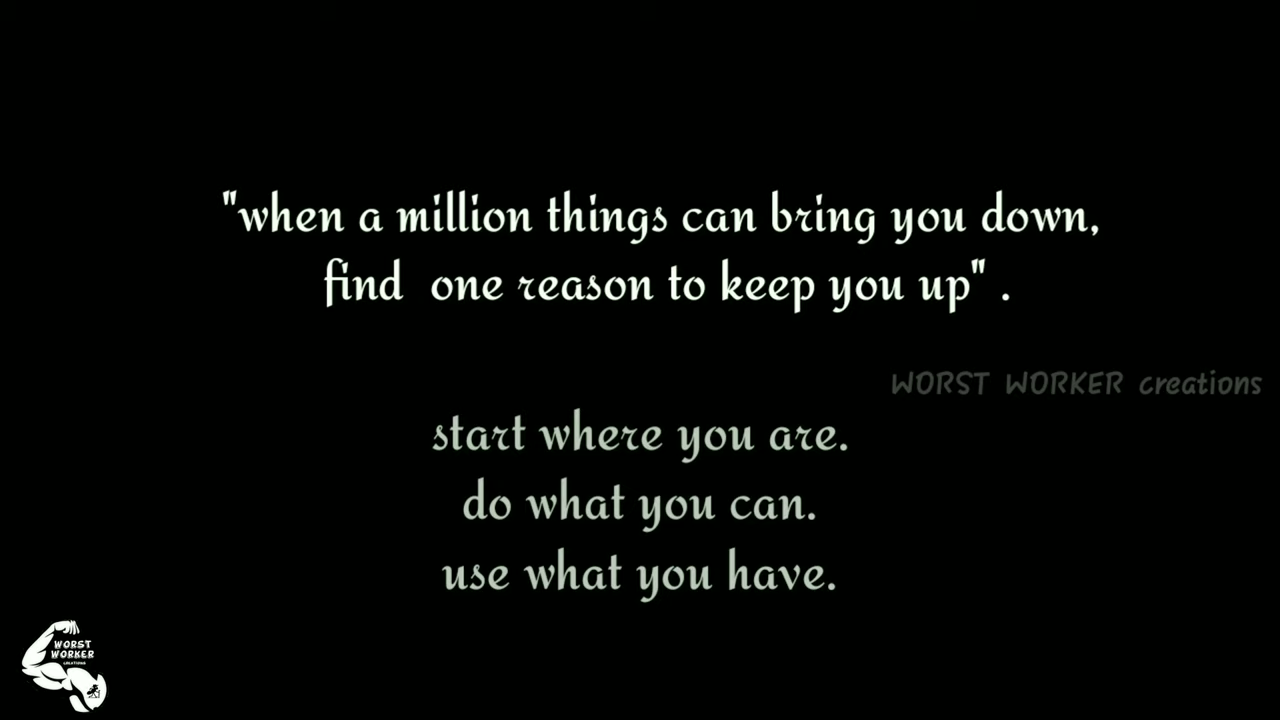 "when a million things can bring you down,
find one reason to keep you up" .
WORST WORKER creations
start where you are.
do what you can.
use what you have.
WORST
WORKER
CREATIONS